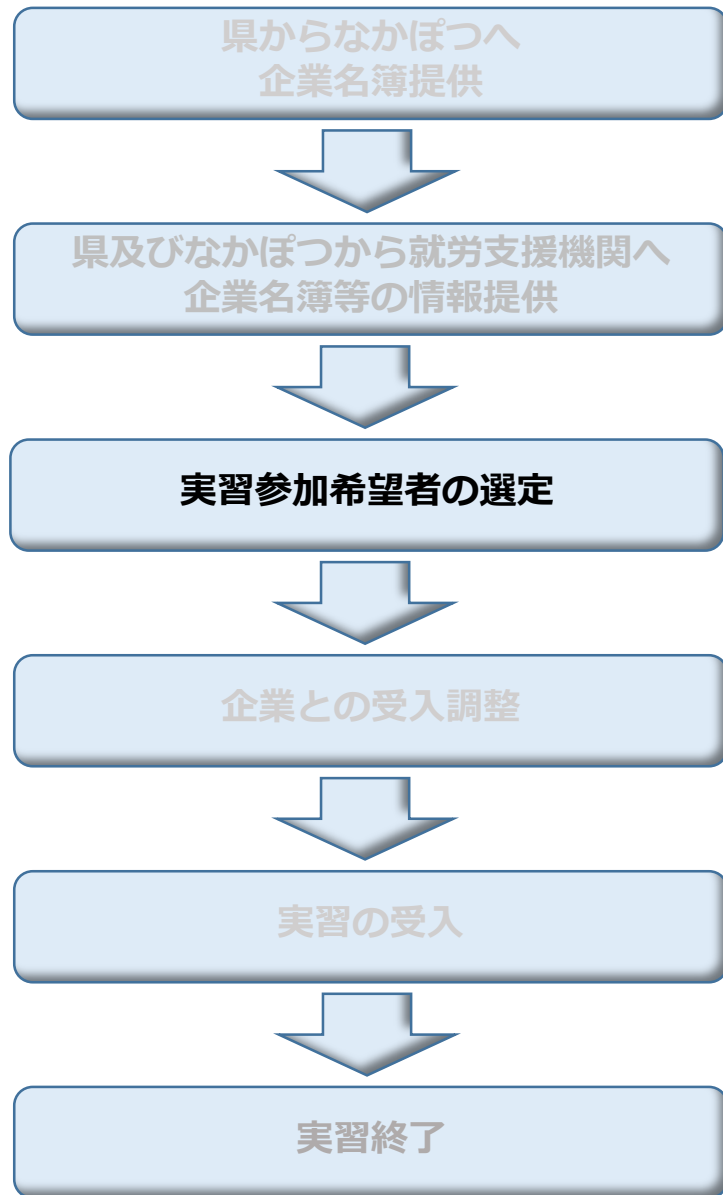 県からなかぽつへ
企業名簿提供
県及びなかぽつから就労支援機関へ
企業名簿等の情報提供
実習参加希望者の選定
企業との受入調整
実習の受入
実習終了